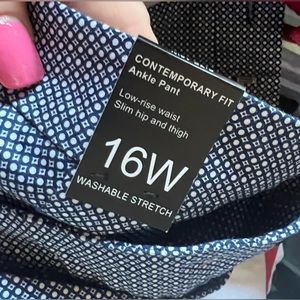 CONTEMPORARY FIT
Ankle Pant
Low-rise waist
Slim hip and thigh
16W
WASHABLE STRETCH